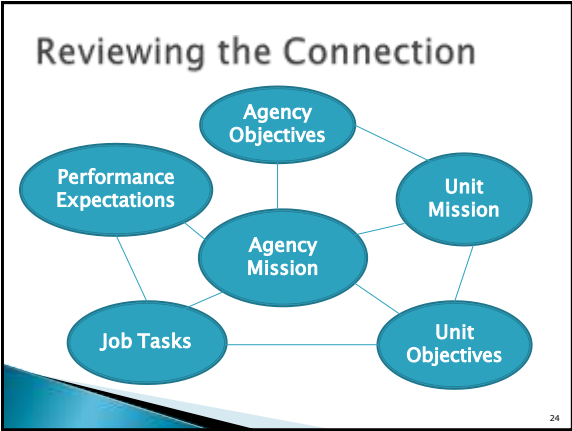 Reviewing the Connection
Agency
Objectives
Performance
Expectations
Unit
Mission
Agency
Mission
Job Tasks
Unit
Objectives
24